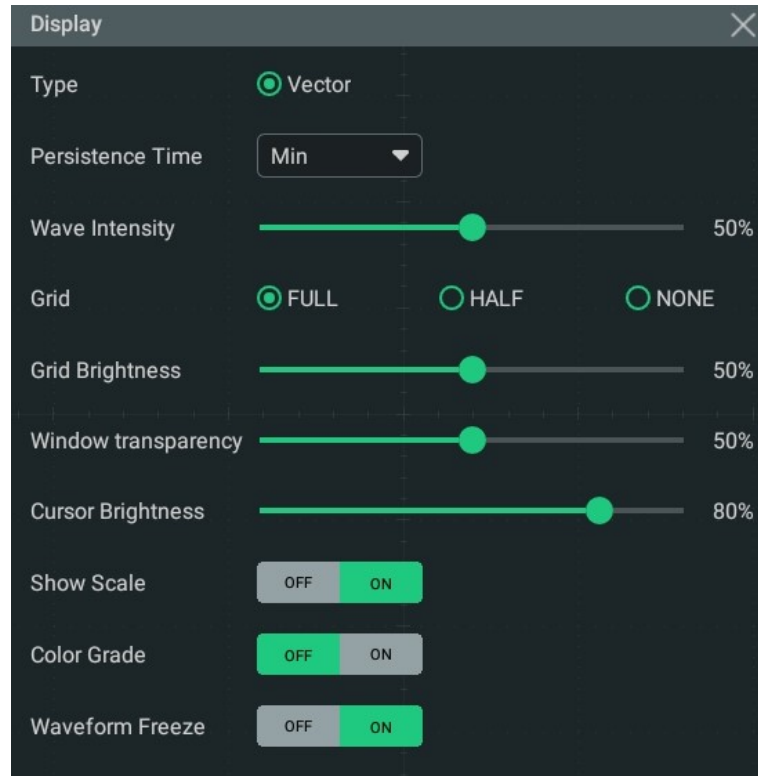 Display
Type Vector
Persistence Time Min
Wave Intensity 50%
Grid FULL HALF NONE
Grid Brightness 50%
Window transparency 50%
Cursor Brightness 80%
Show Scale OFF ON
Color Grade OFF ON
Waveform Freeze OFF ON